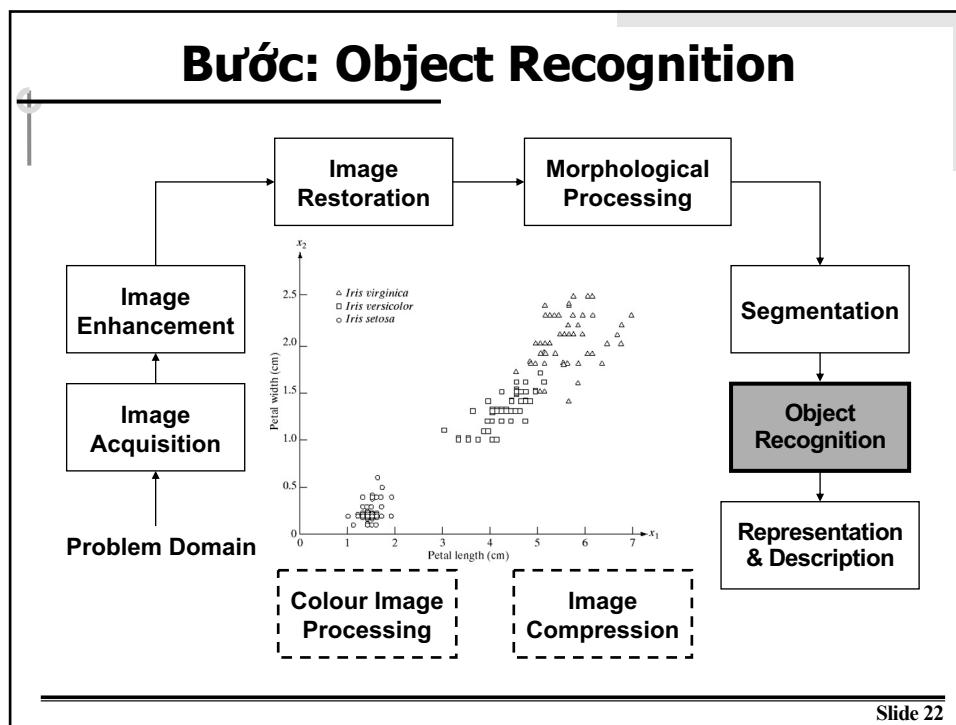 Bước: Object Recognition
Image
Restoration
Morphological
Processing
Image
Enhancement
Segmentation
Image
Acquisition
Object
Recognition
Problem Domain
Representation
& Description
x₂
△ Iris virginica
□ Iris versicolor
○ Iris setosa
2.5
2.0
1.5
1.0
0.5
0
Petal width (cm)
0 1 2 3 4 5 6 7
x₁
Petal length (cm)
Colour Image
Processing
Image
Compression
Slide 22